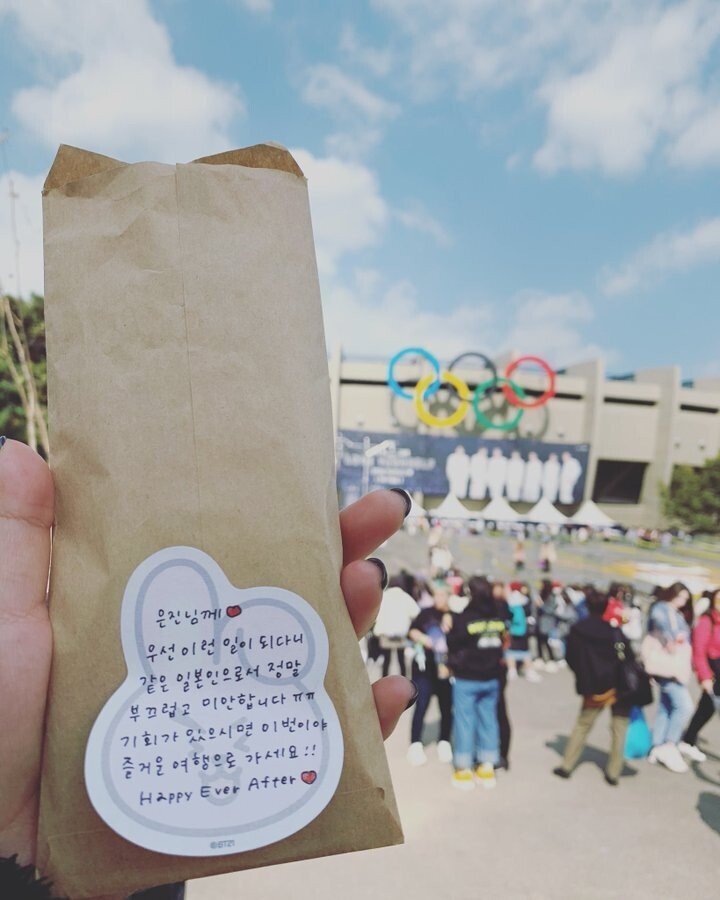 은진님께❤
우선 이런 일이 되다니
같은 일본인으로서 정말
부끄럽고 미안합니다 ㅠㅠ
기회가 있으시면 이번이야
즐거운 여행으로 가세요!!
Happy Ever After❤
©BT21